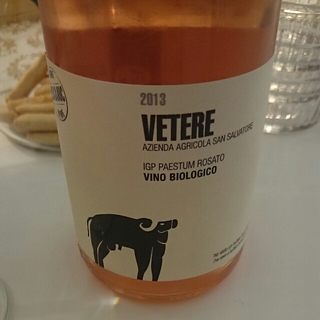 2013
VETERE
AZIENDA AGRICOLA SAN SALVATORE
IGP PAESTUM ROSATO
VINO BIOLOGICO